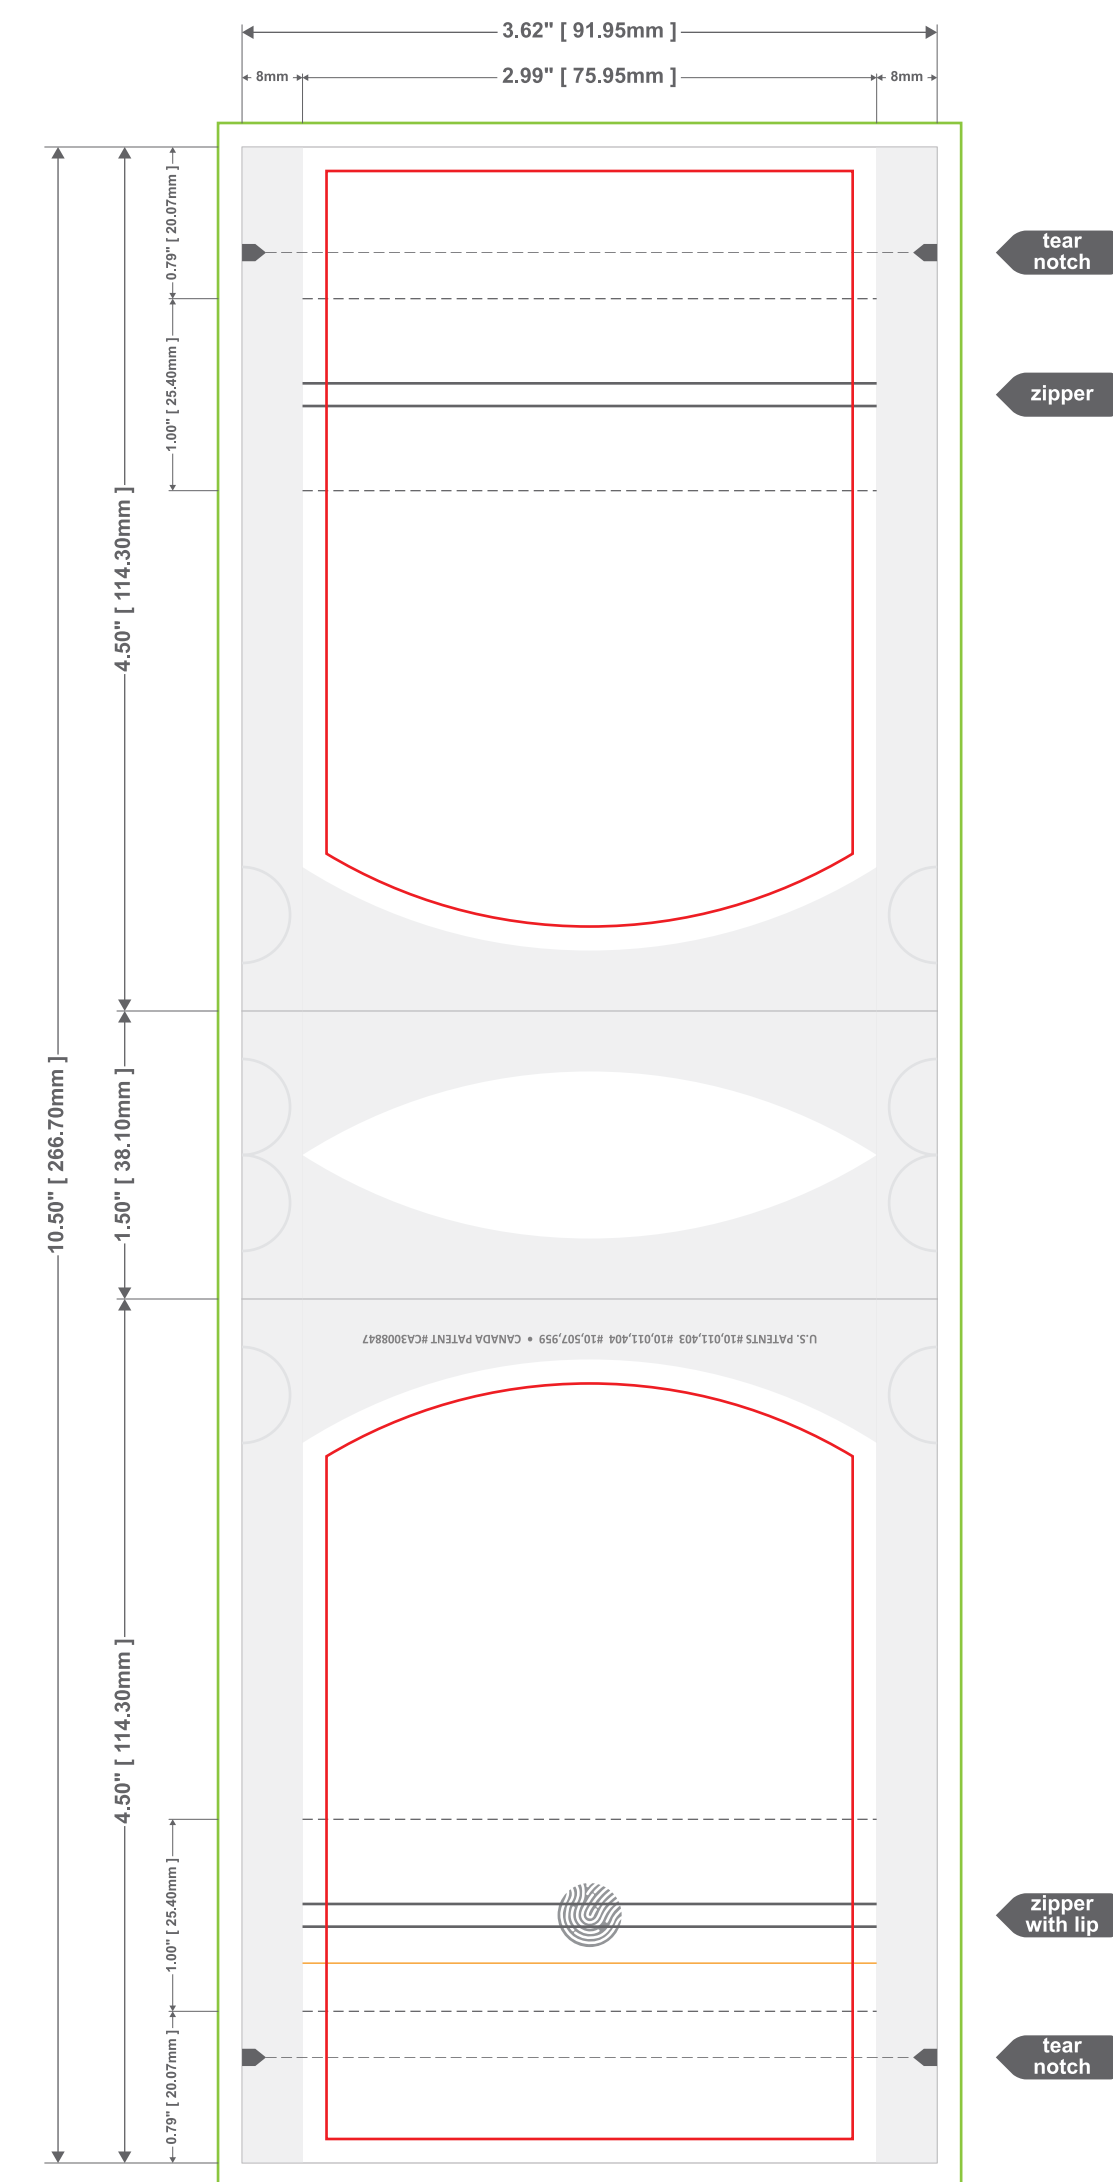 3.62" [ 91.95mm ]
8mm
2.99" [ 75.95mm ]
8mm
0.79" [ 20.07mm ]
tear
notch
1.00" [ 25.40mm ]
zipper
4.50" [ 114.30mm ]
10.50" [ 266.70mm ]
1.50" [ 38.10mm ]
U.S. PATENTS #10,011,403 #10,011,404 #10,507,959 • CANADA PATENT #CA3008847
4.50" [ 114.30mm ]
1.00" [ 25.40mm ]
zipper
with lip
0.79" [ 20.07mm ]
tear
notch